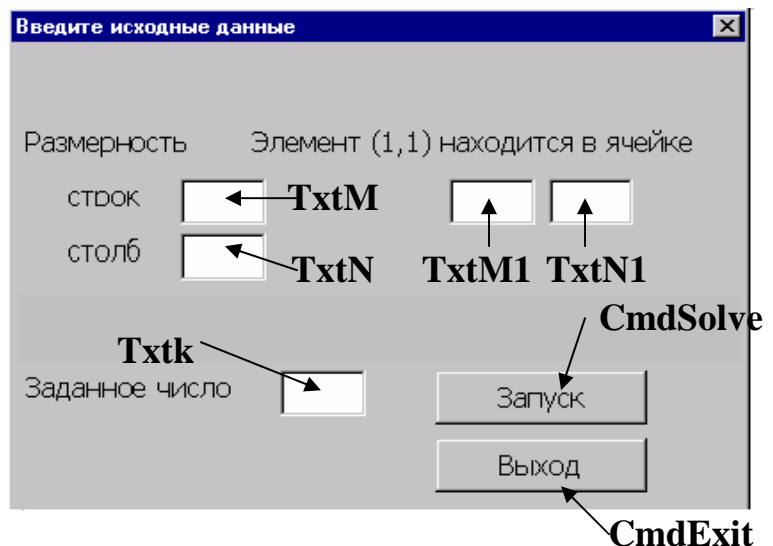 Введите исходные данные
Размерность Элемент (1,1) находится в ячейке
строк TxtM
столб TxtN TxtM1 TxtN1
CmdSolve
Txtk
Заданное число Запуск
Выход
CmdExit